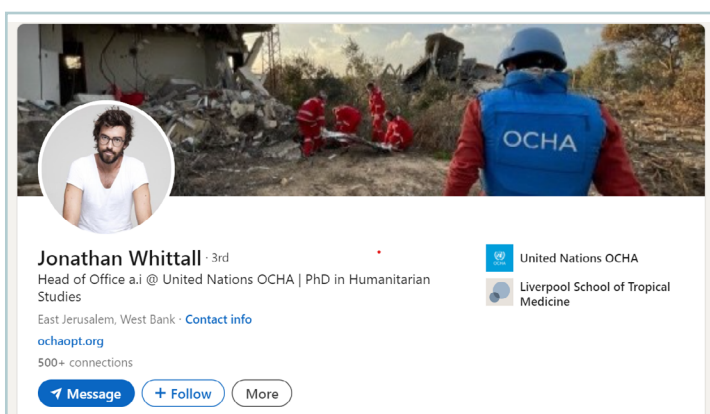 OCHA
Jonathan Whittall · 3rd
Head of Office a.i @ United Nations OCHA | PhD in Humanitarian
Studies
East Jerusalem, West Bank · Contact info
ochaopt.org
500+ connections
Message
+ Follow
More
OCHA
United Nations OCHA
Liverpool School of Tropical
Medicine